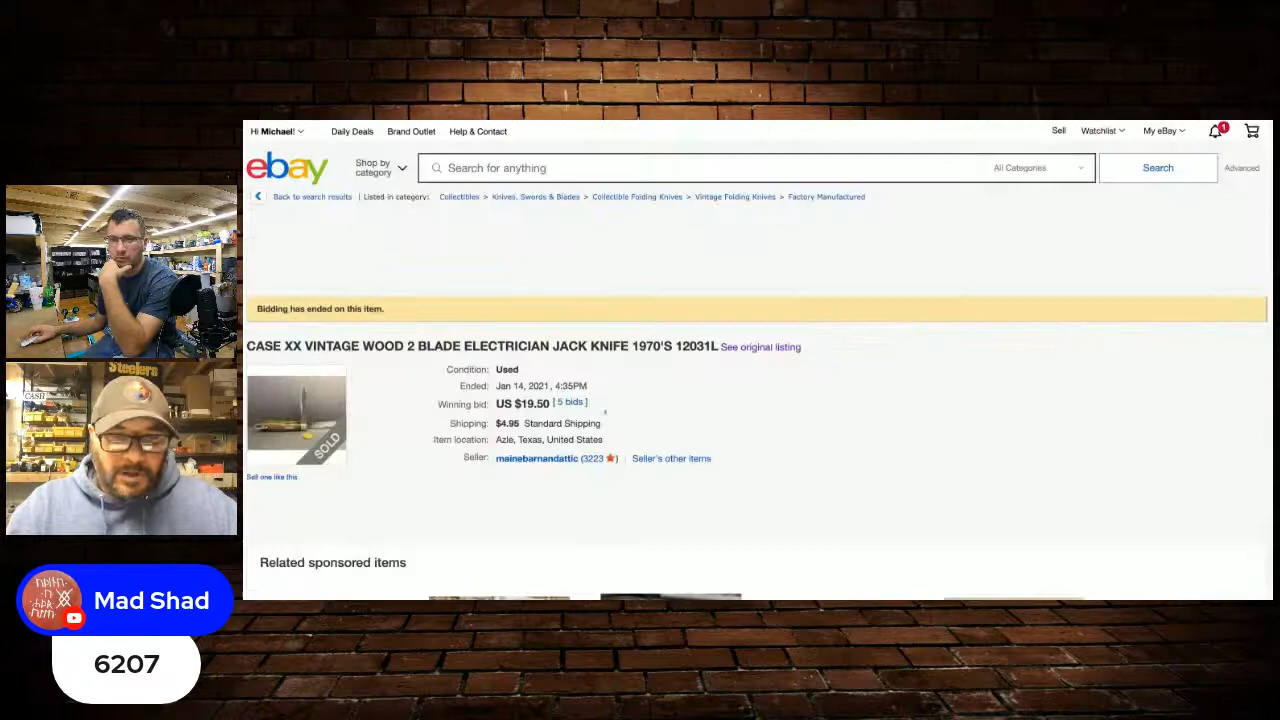 Hi Michael!
Daily Deals
Brand Outlet
Help & Contact
Sell
Watchlist
My eBay
1
ebay
Shop by category
Search for anything
All Categories
Search
Advanced
Back to search results | Listed in category: Collectibles > Knives, Swords & Blades > Collectible Folding Knives > Vintage Folding Knives > Factory Manufactured
Bidding has ended on this item.
CASE XX VINTAGE WOOD 2 BLADE ELECTRICIAN JACK KNIFE 1970'S 12031L See original listing
Condition: Used
Ended: Jan 14, 2021, 4:35PM
Winning bid: US $19.50 [ 5 bids ]
Shipping: $4.95 Standard Shipping
Item location: Azle, Texas, United States
Seller: mainebarnandattic (3223 ) | Seller's other items
SOLD
Sell one like this
Related sponsored items
Steelers
CASH
Mad Shad
6207